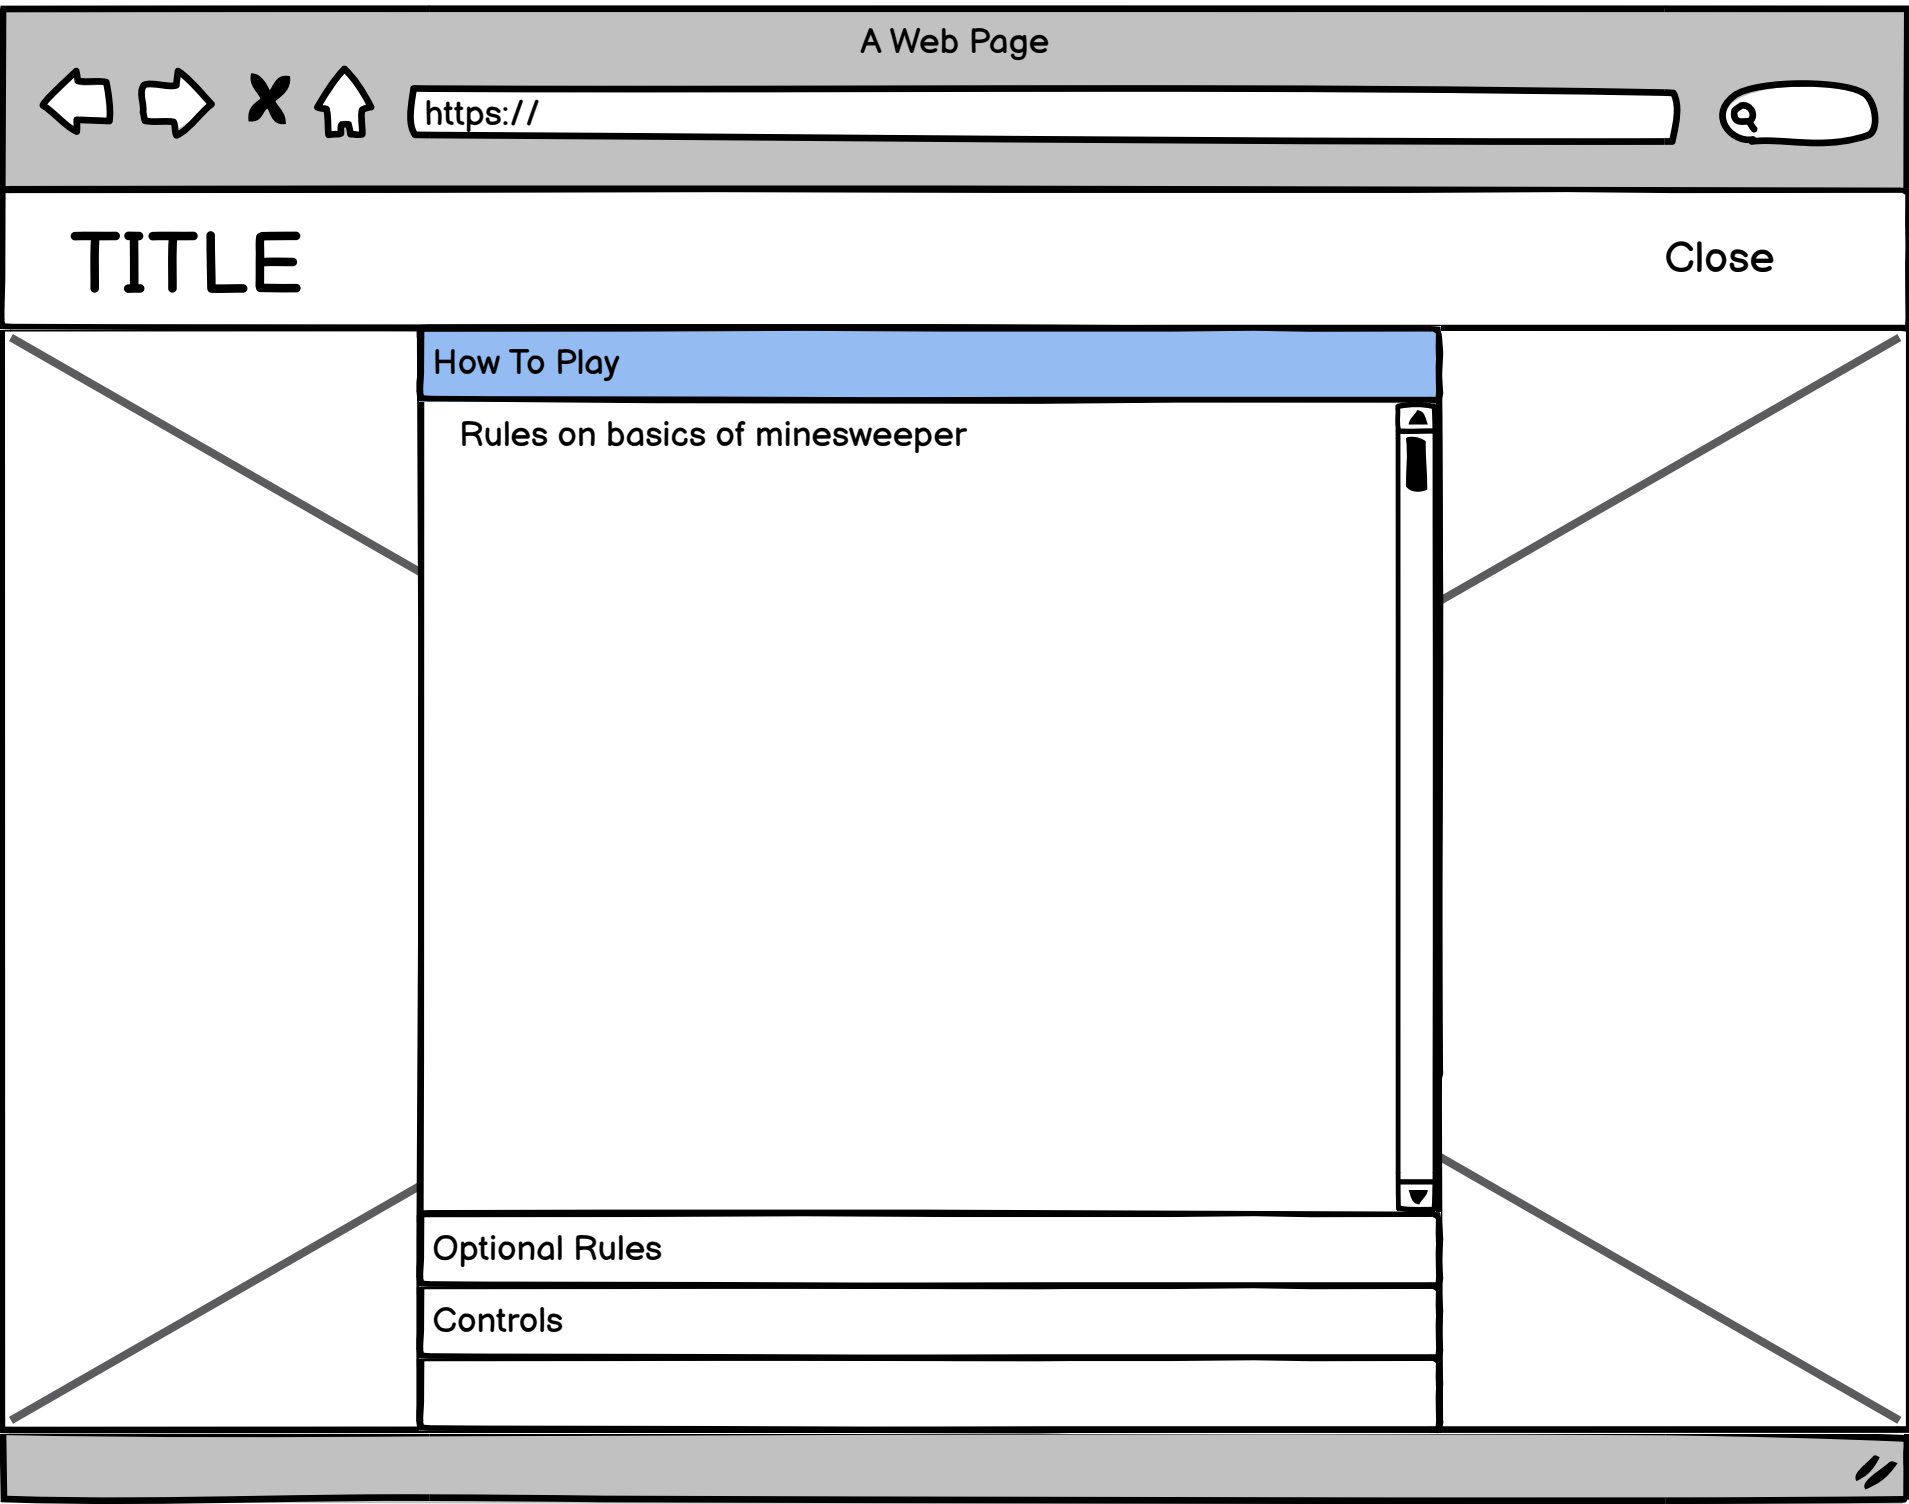 A Web Page
https://
TITLE
Close
How To Play
Rules on basics of minesweeper
Optional Rules
Controls